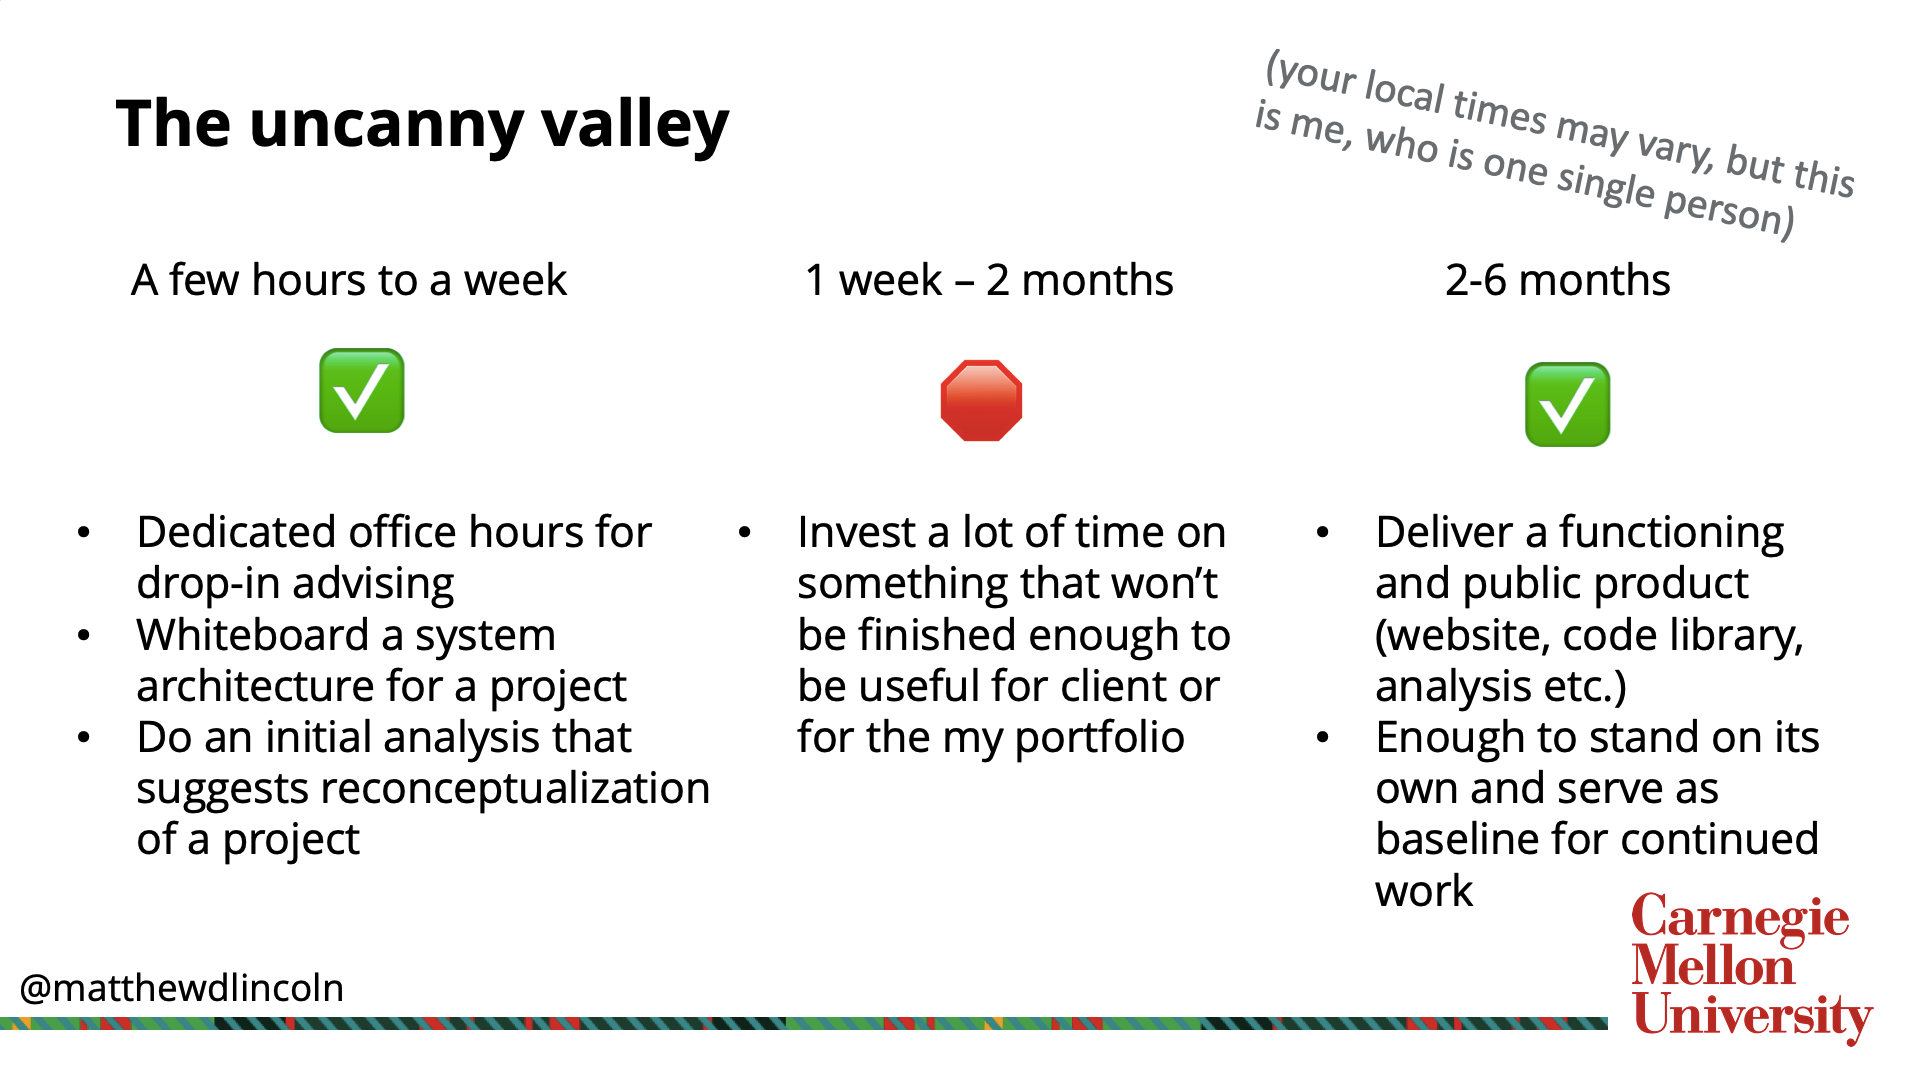 The uncanny valley
(your local times may vary, but this
is me, who is one single person)
A few hours to a week
• Dedicated office hours for
drop-in advising
• Whiteboard a system
architecture for a project
• Do an initial analysis that
suggests reconceptualization
of a project
1 week – 2 months
• Invest a lot of time on
something that won’t
be finished enough to
be useful for client or
for the my portfolio
2-6 months
• Deliver a functioning
and public product
(website, code library,
analysis etc.)
• Enough to stand on its
own and serve as
baseline for continued
work
@matthewdlincoln
Carnegie
Mellon
University